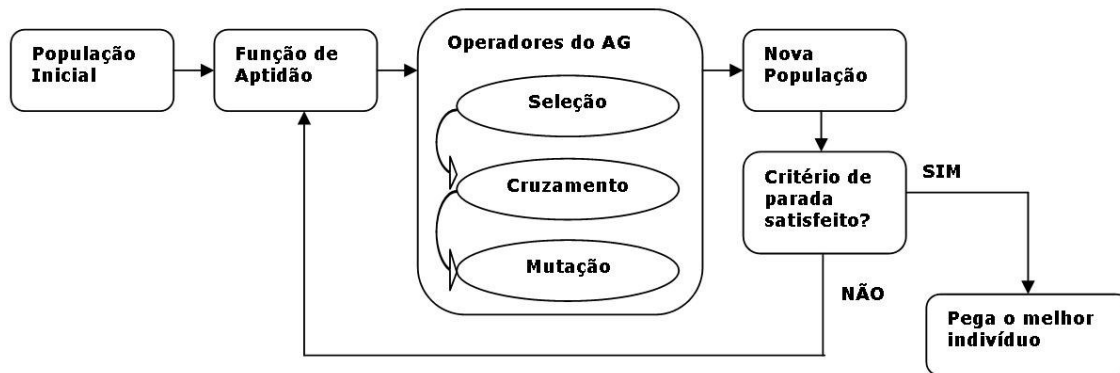 População
Inicial
Função de
Aptidão
Operadores do AG
Seleção
Cruzamento
Mutação
Nova
População
Critério de
parada
satisfeito?
SIM
NÃO
Pega o melhor
indivíduo